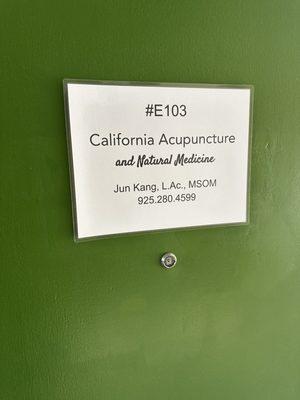 #E103
California Acupuncture
and Natural Medicine
Jun Kang, L.Ac., MSOM
925.280.4599